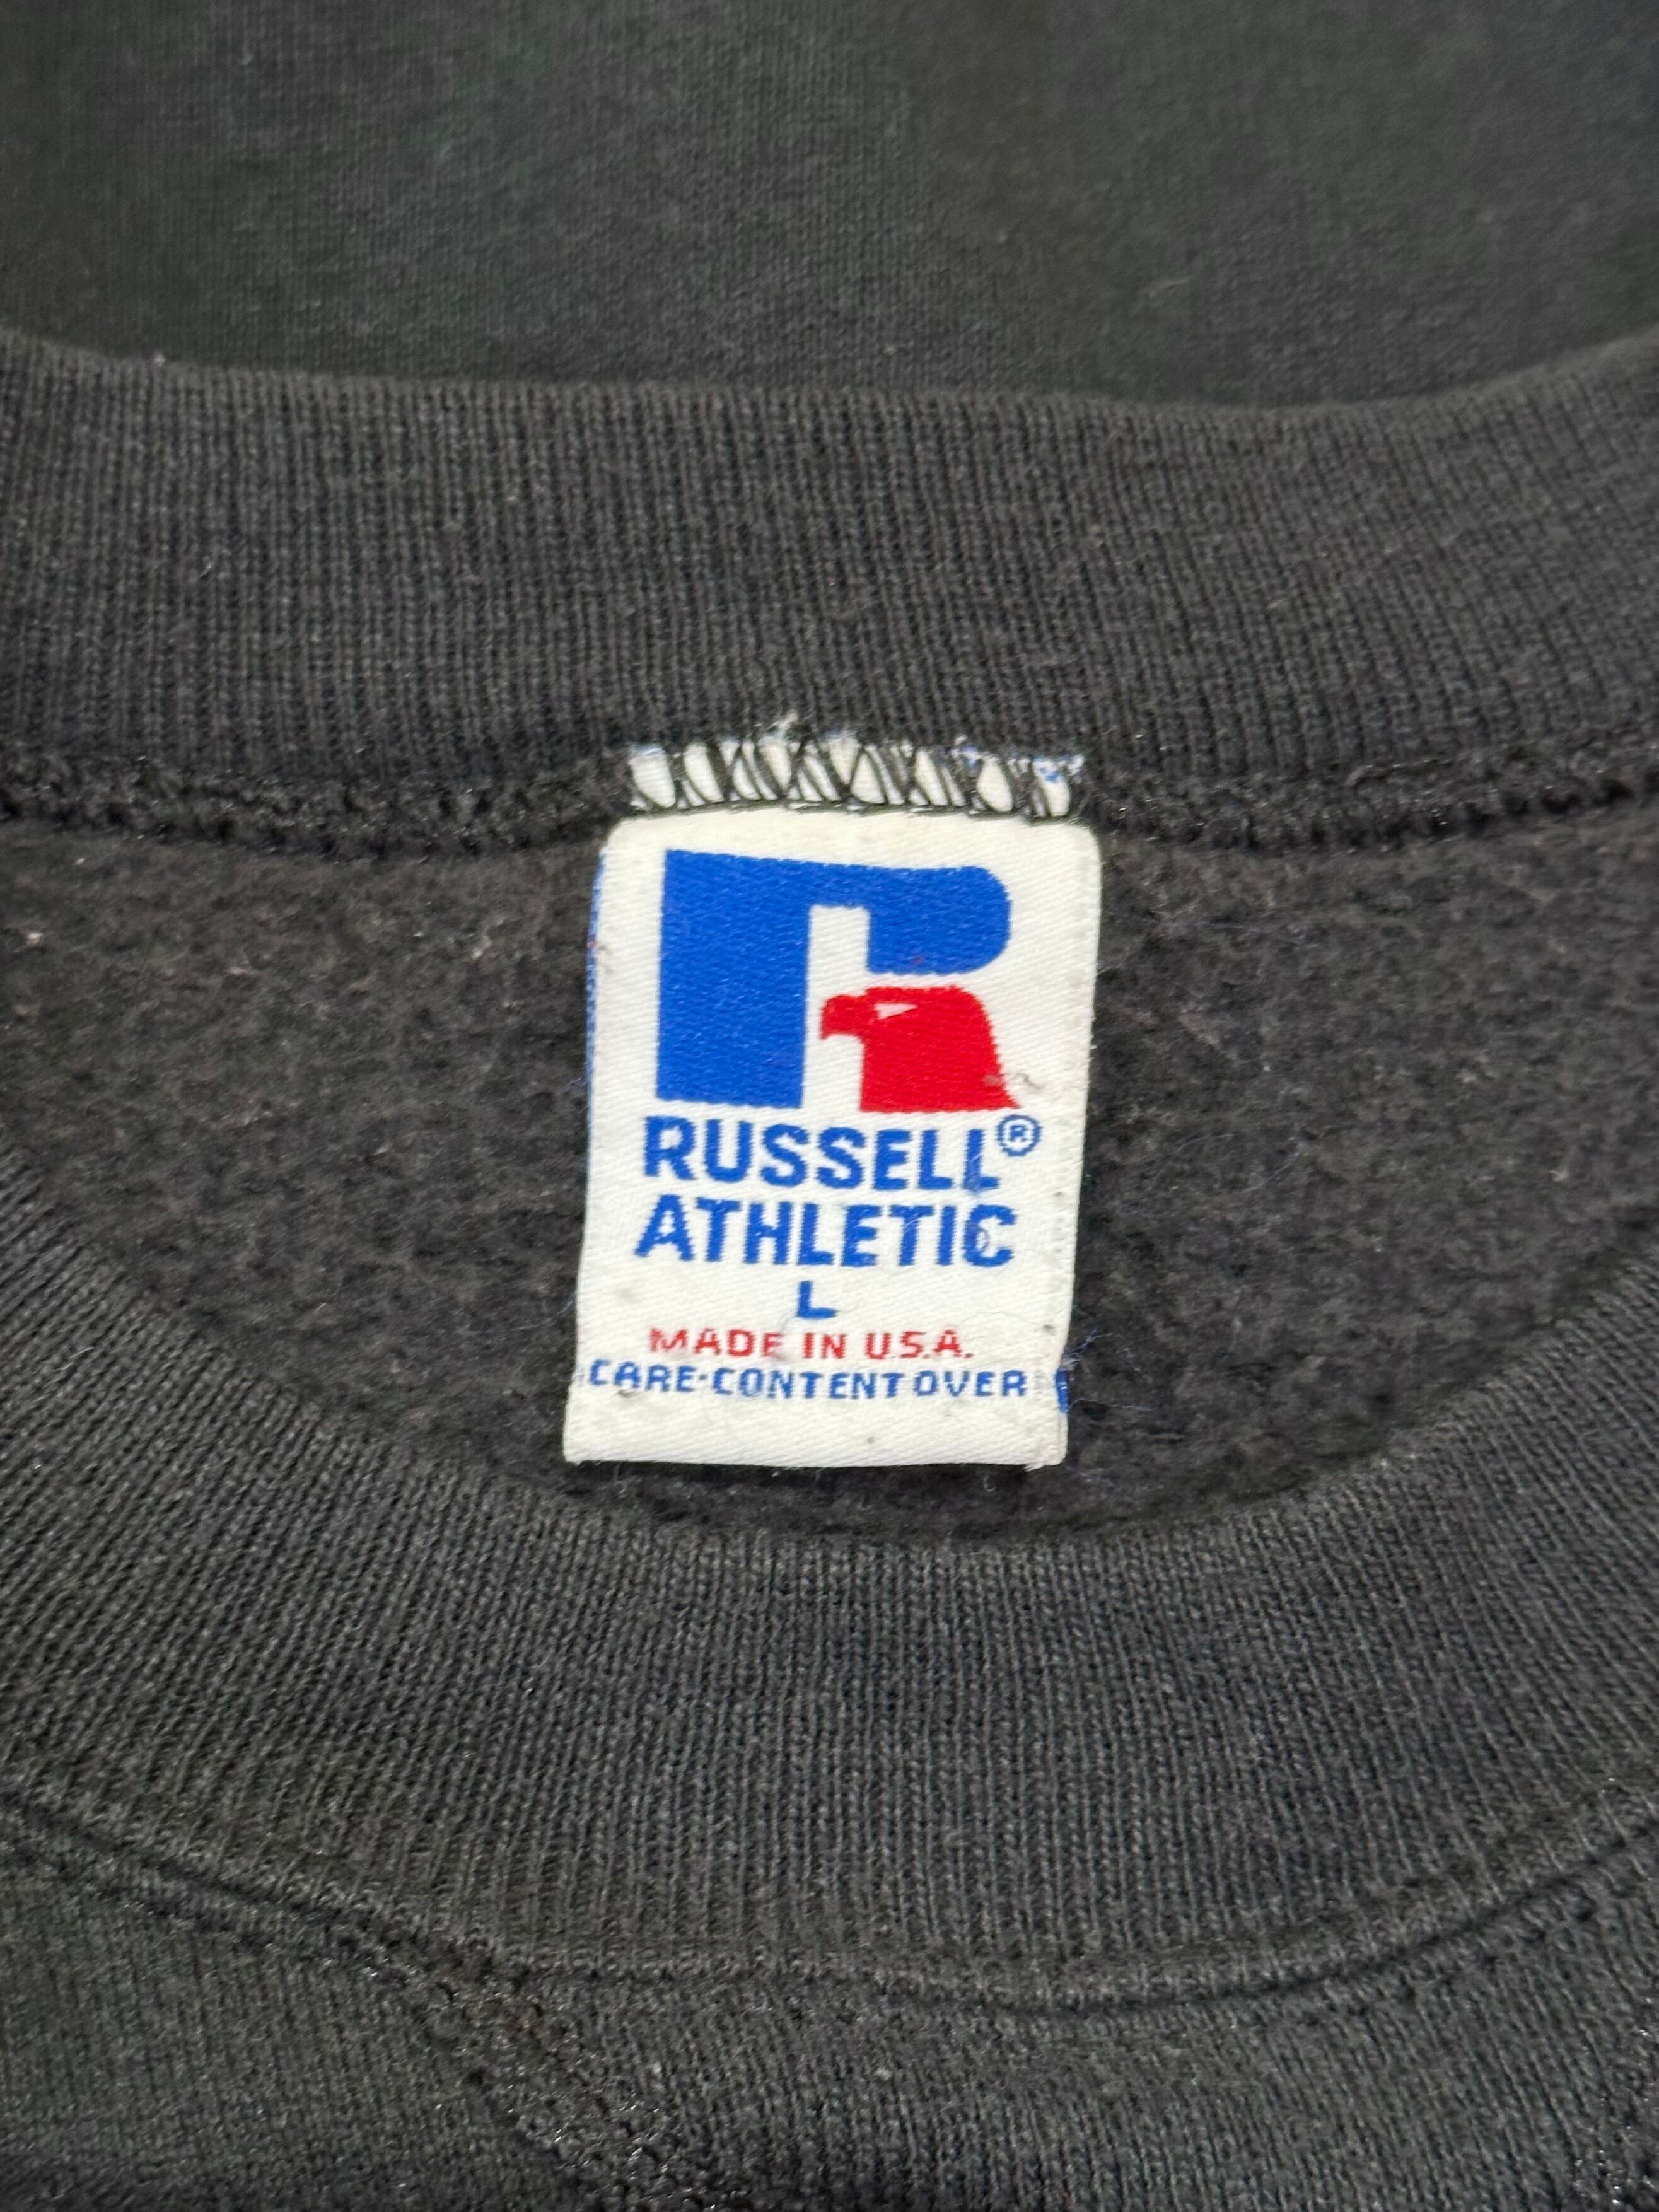 RUSSELL®
ATHLETIC
L
MADE IN U.S.A.
CARE·CONTENT OVER